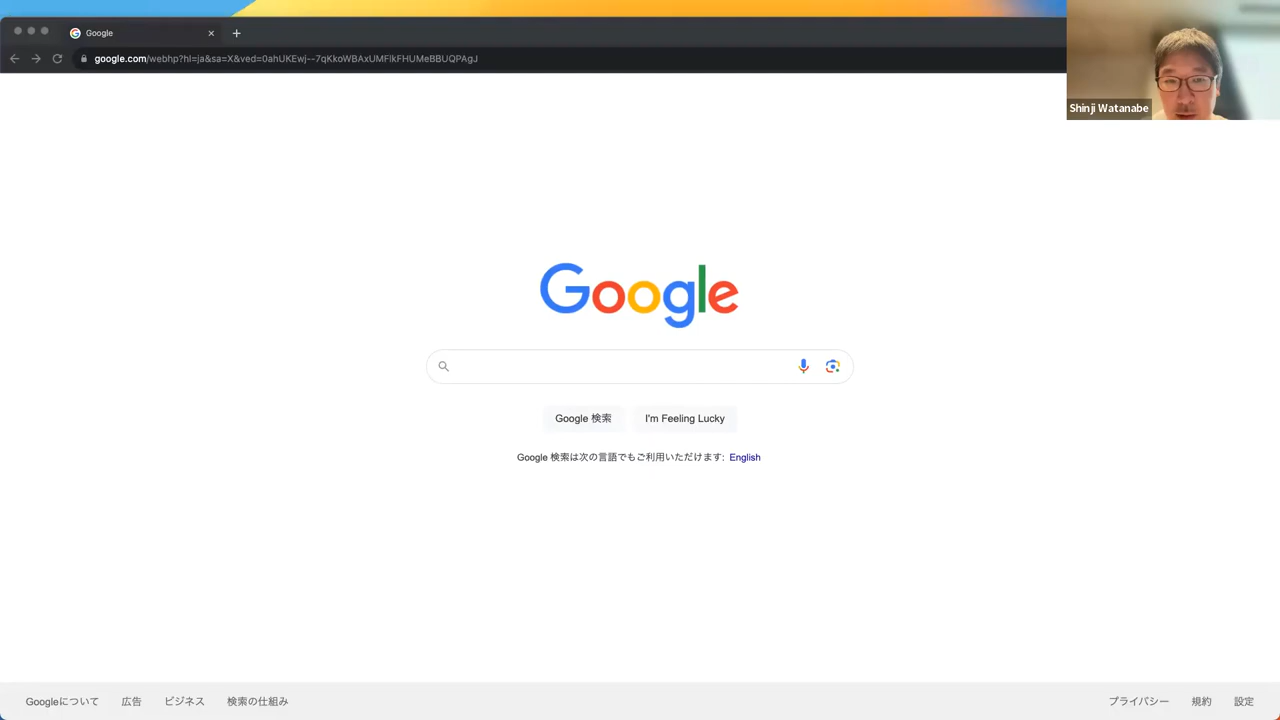 Google
google.com/webhp?hl=ja&sa=X&ved=0ahUKEwj--7qKkoWBAxUMFlkFHUMeBBUQPAgJ
Shinji Watanabe
Google
Google 検索
I'm Feeling Lucky
Google 検索は次の言語でもご利用いただけます: English
Googleについて 広告 ビジネス 検索の仕組み プライバシー 規約 設定